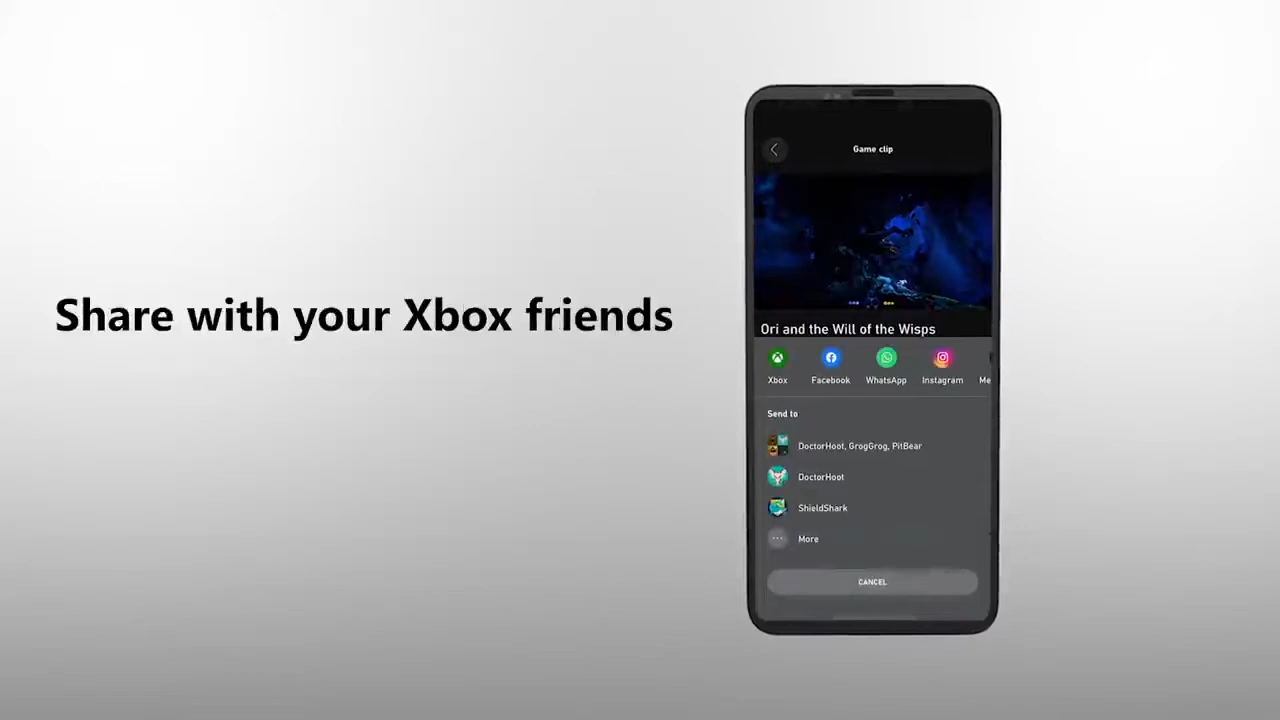 Share with your Xbox friends
Game clip
Ori and the Will of the Wisps
Xbox Facebook WhatsApp Instagram Me
Send to
DoctorHoot, GrogGrog, PitBear
DoctorHoot
ShieldShark
More
CANCEL